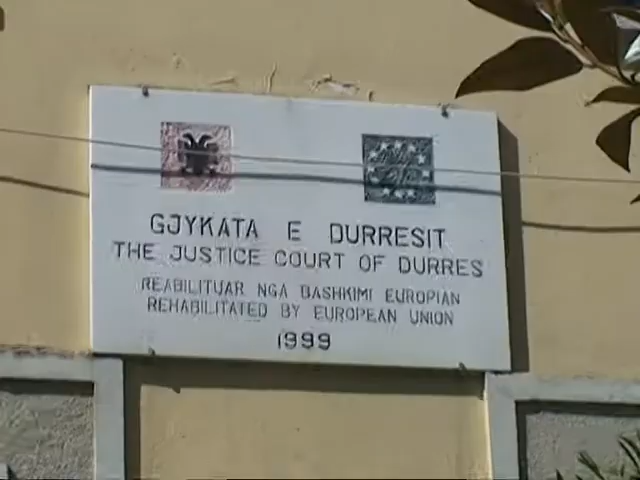 GJYKATA E DURRESIT
THE JUSTICE COURT OF DURRES
REABILITUAR NGA BASHKIMI EUROPIAN
REHABILITATED BY EUROPEAN UNION
1999